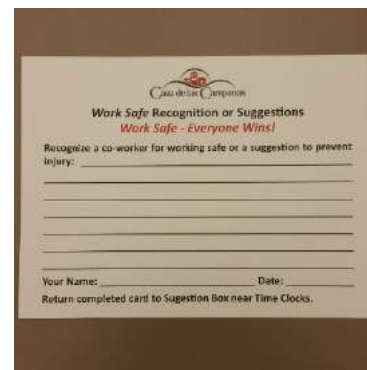 Casa de las Campanas
Work Safe Recognition or Suggestions
Work Safe - Everyone Wins!
Recognize a co-worker for working safe or a suggestion to prevent
injury:
Your Name: Date:
Return completed card to Sugestion Box near Time Clocks.